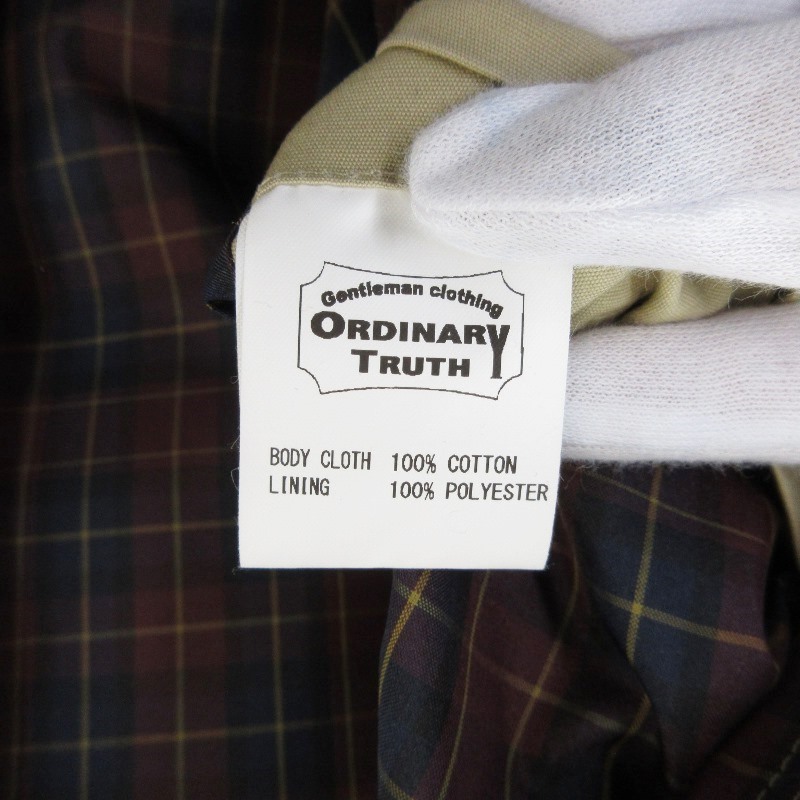 Gentleman clothing
ORDINARY
TRUTH
BODY CLOTH 100% COTTON
LINING 100% POLYESTER